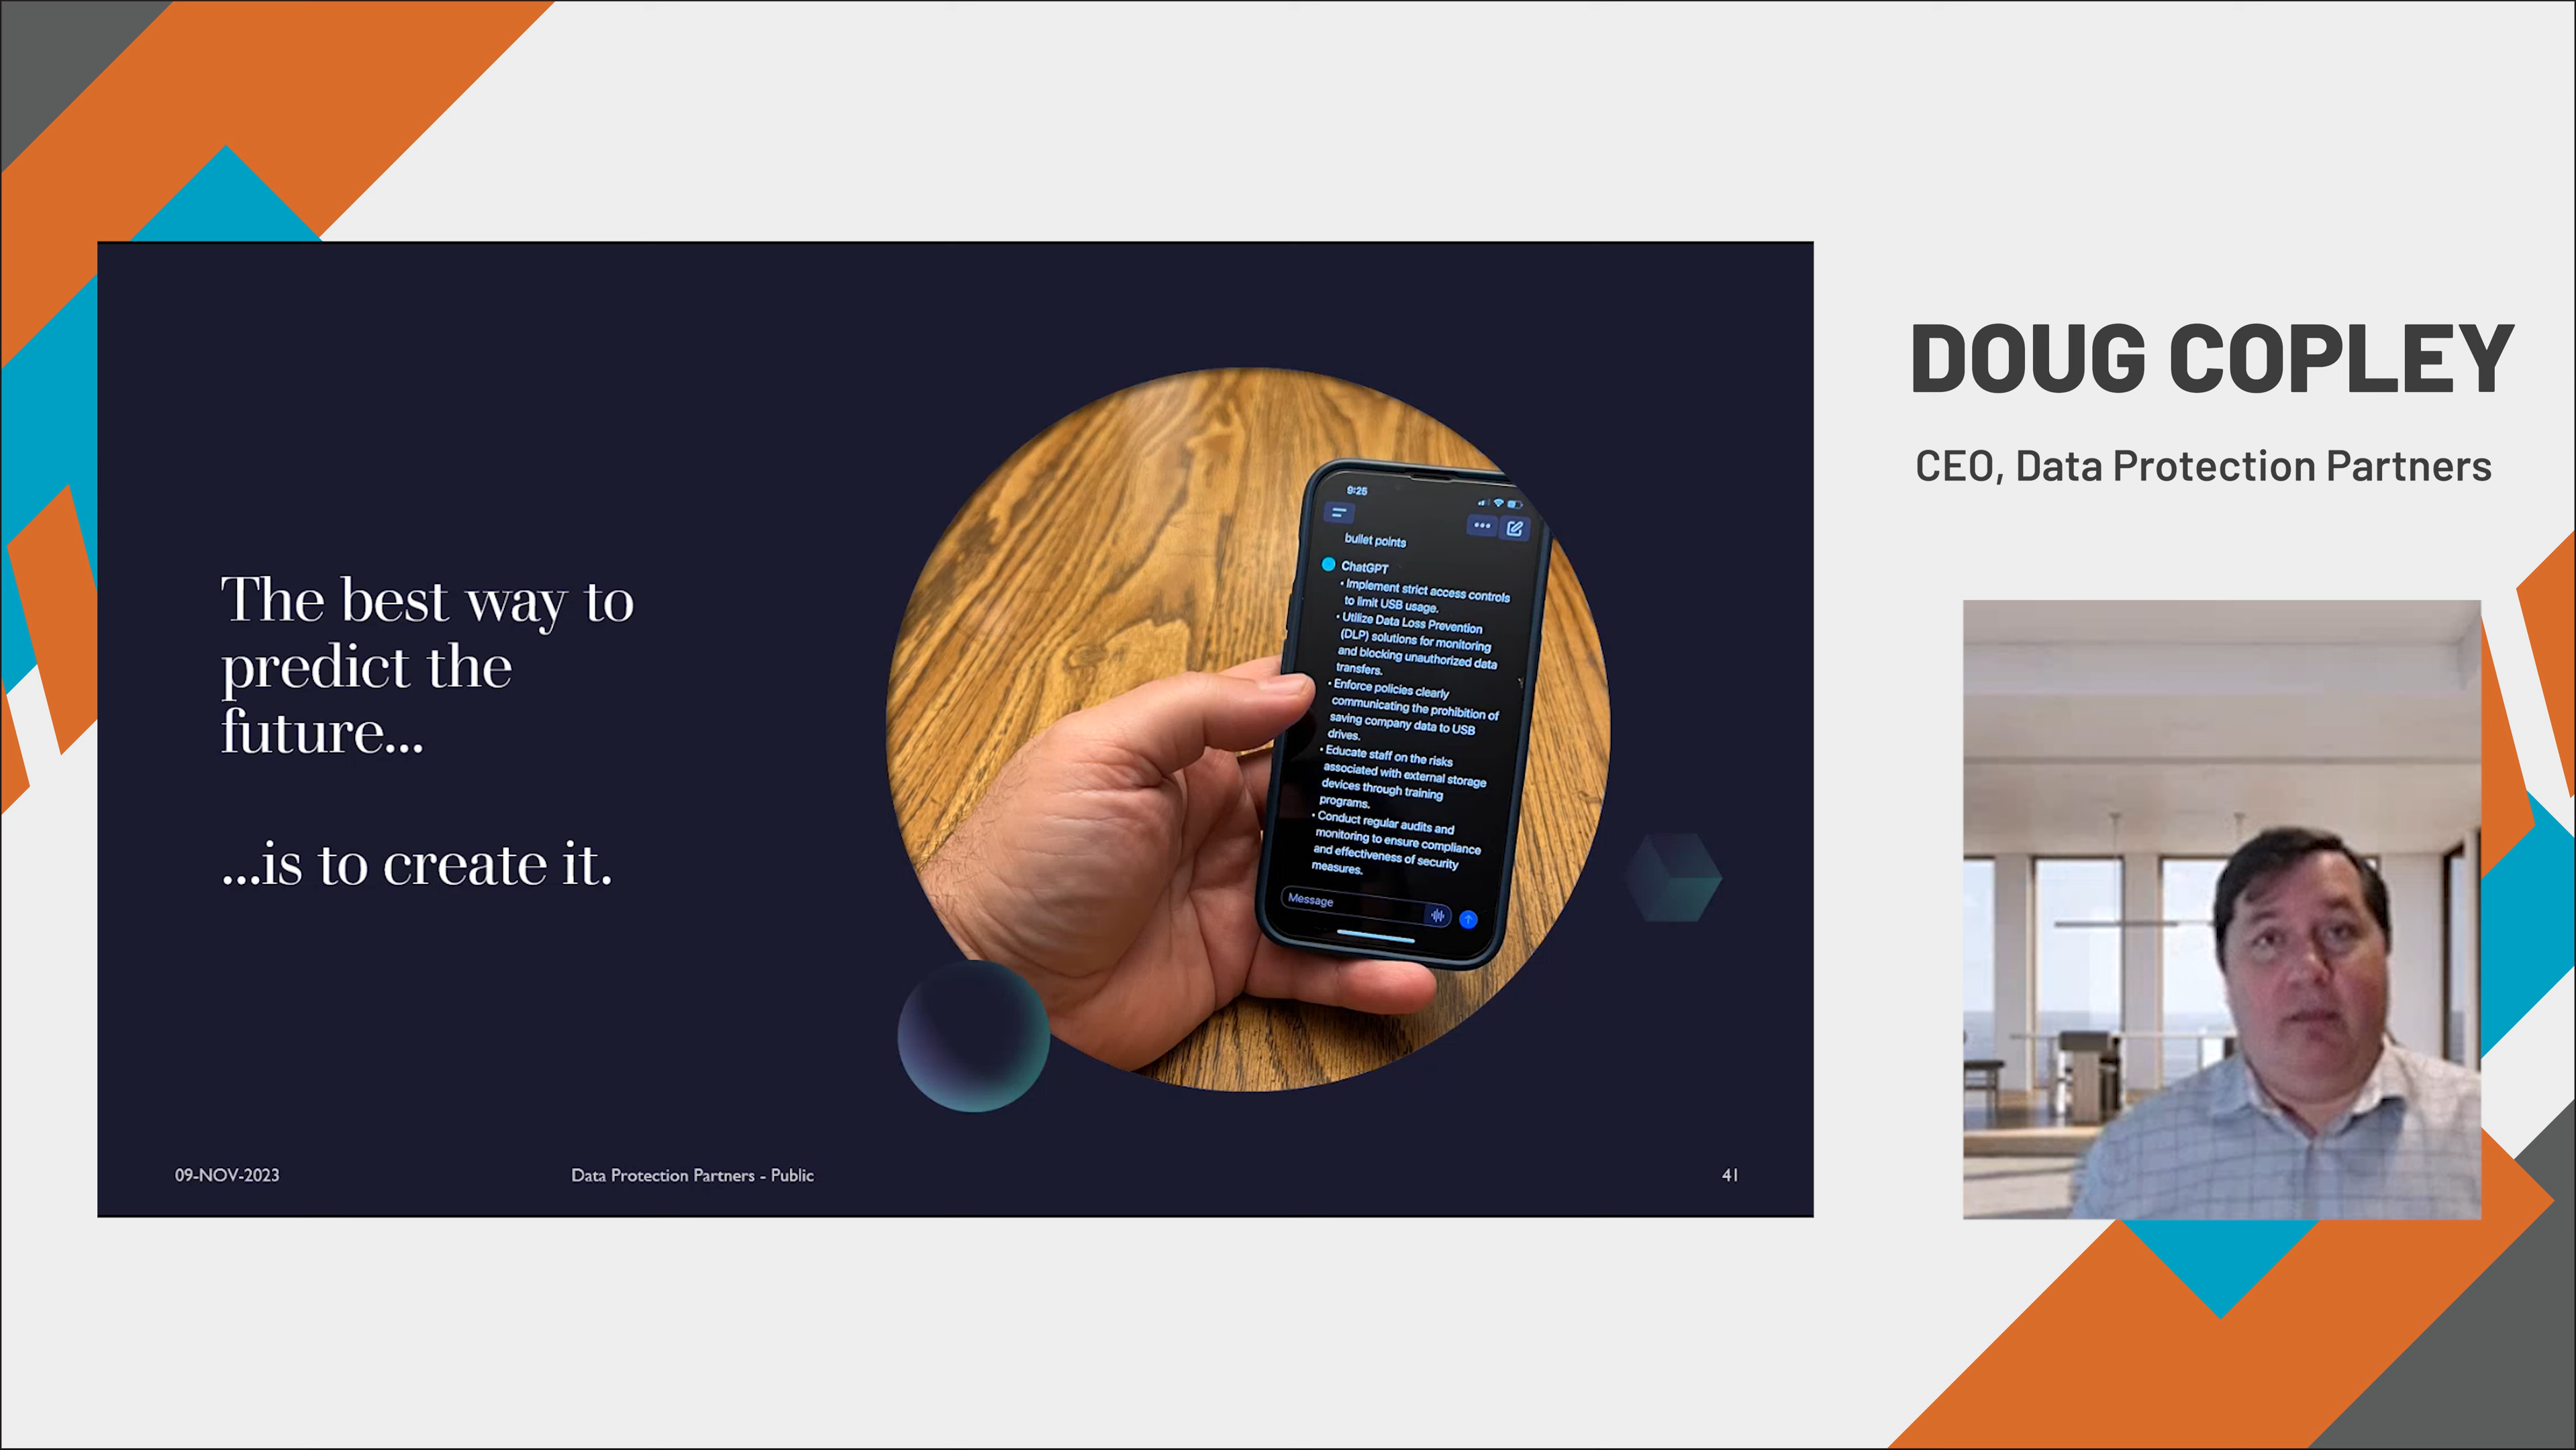 The best way to
predict the
future...
...is to create it.
9:25
bullet points
ChatGPT
• Implement strict access controls
to limit USB usage.
• Utilize Data Loss Prevention
(DLP) solutions for monitoring
and blocking unauthorized data
transfers.
• Enforce policies clearly
communicating the prohibition of
saving company data to USB
drives.
• Educate staff on the risks
associated with external storage
devices through training
programs.
• Conduct regular audits and
monitoring to ensure compliance
and effectiveness of security
measures.
Message
09-NOV-2023
Data Protection Partners - Public
41
DOUG COPLEY
CEO, Data Protection Partners